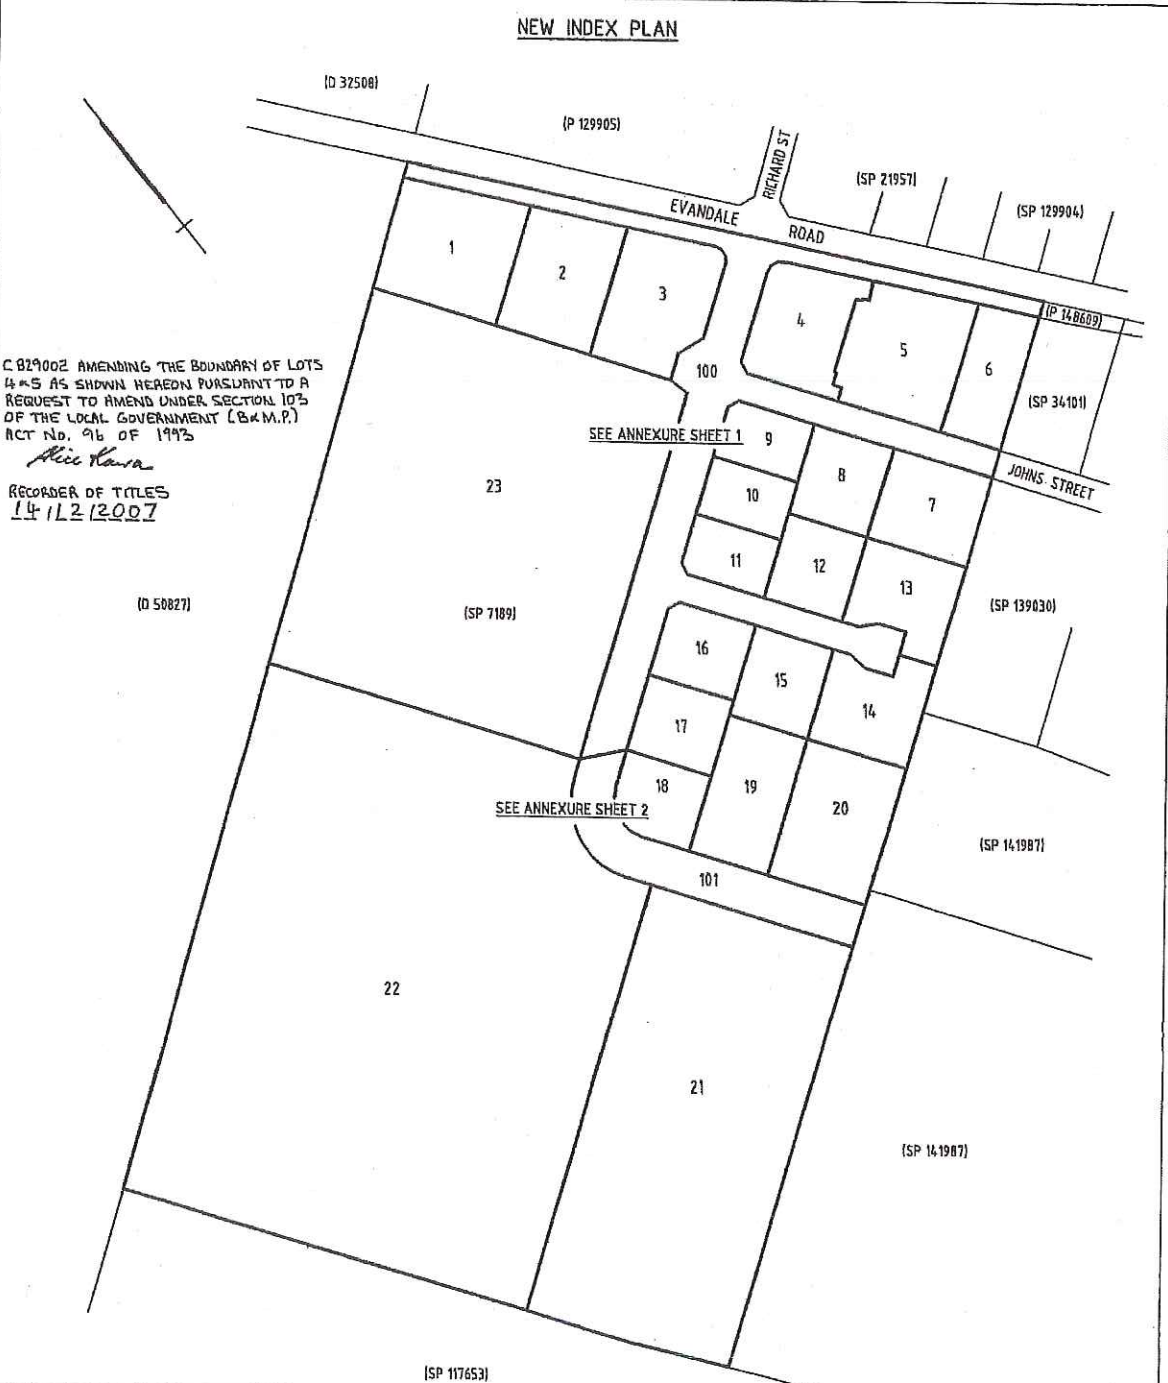 NEW INDEX PLAN
(D 32508)
(P 129905)
RICHARD ST
(SP 21957)
(SP 129904)
EVANDALE ROAD
1
2
3
4
5
6
(P 148609)
(SP 34101)
100
C 829002 AMENDING THE BOUNDARY OF LOTS
4 & 5 AS SHOWN HEREON PURSUANT TO A
REQUEST TO AMEND UNDER SECTION 103
OF THE LOCAL GOVERNMENT (B&M.P.)
ACT No. 96 OF 1993
RECORDER OF TITLES
14/12/2007
SEE ANNEXURE SHEET 1
JOHNS STREET
9
8
7
10
11
12
13
23
(D 50827)
(SP 7189)
(SP 139030)
16
15
14
17
18
19
20
SEE ANNEXURE SHEET 2
(SP 141987)
101
22
21
(SP 141987)
(SP 117653)